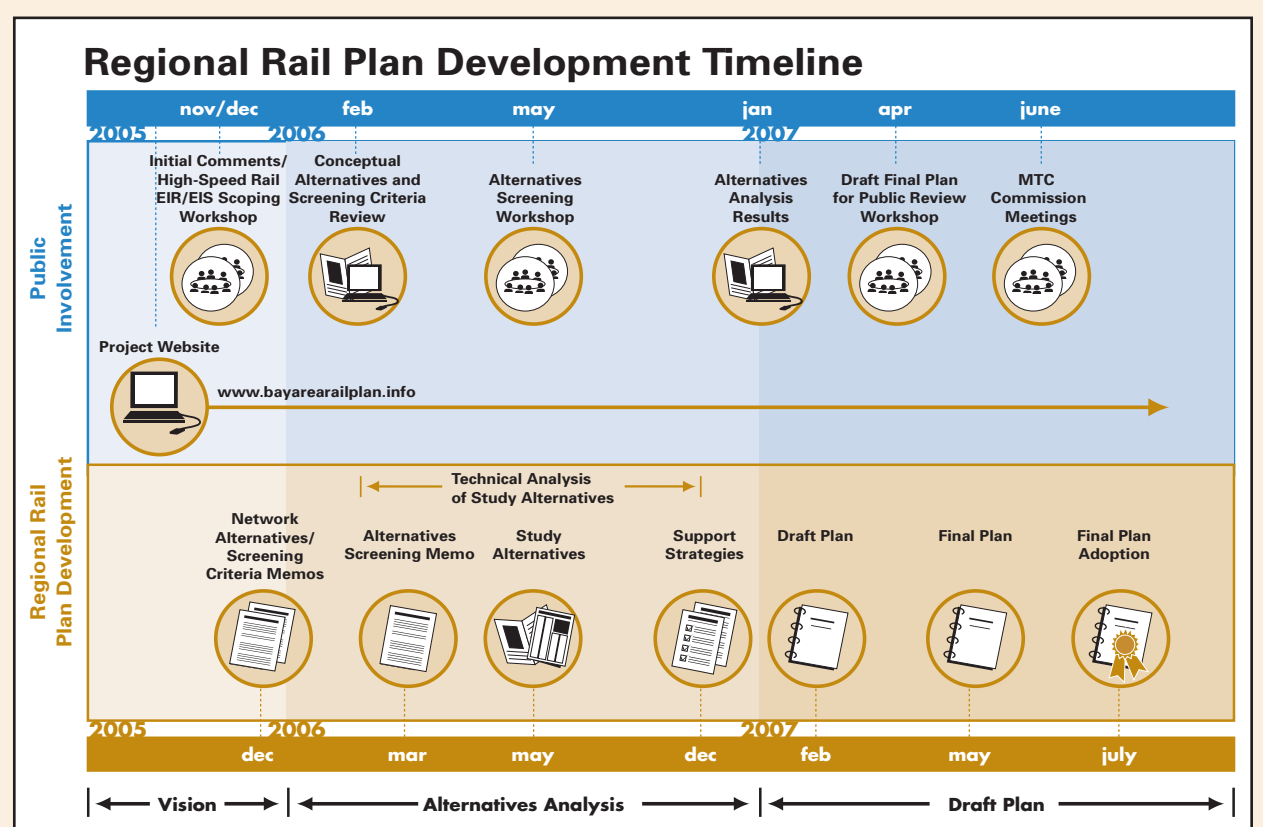 Regional Rail Plan Development Timeline
nov/dec feb may jan apr june
2005 2006 2007
Public
Involvement
Initial Comments/
High-Speed Rail
EIR/EIS Scoping
Workshop
Conceptual
Alternatives and
Screening Criteria
Review
Alternatives
Screening
Workshop
Alternatives
Analysis
Results
Draft Final Plan
for Public Review
Workshop
MTC
Commission
Meetings
Project Website
www.bayarearailplan.info
Regional Rail
Plan Development
Technical Analysis
of Study Alternatives
Network
Alternatives/
Screening
Criteria Memos
Alternatives
Screening Memo
Study
Alternatives
Support
Strategies
Draft Plan
Final Plan
Final Plan
Adoption
2005 2006 2007
dec mar may dec feb may july
Vision Alternatives Analysis Draft Plan